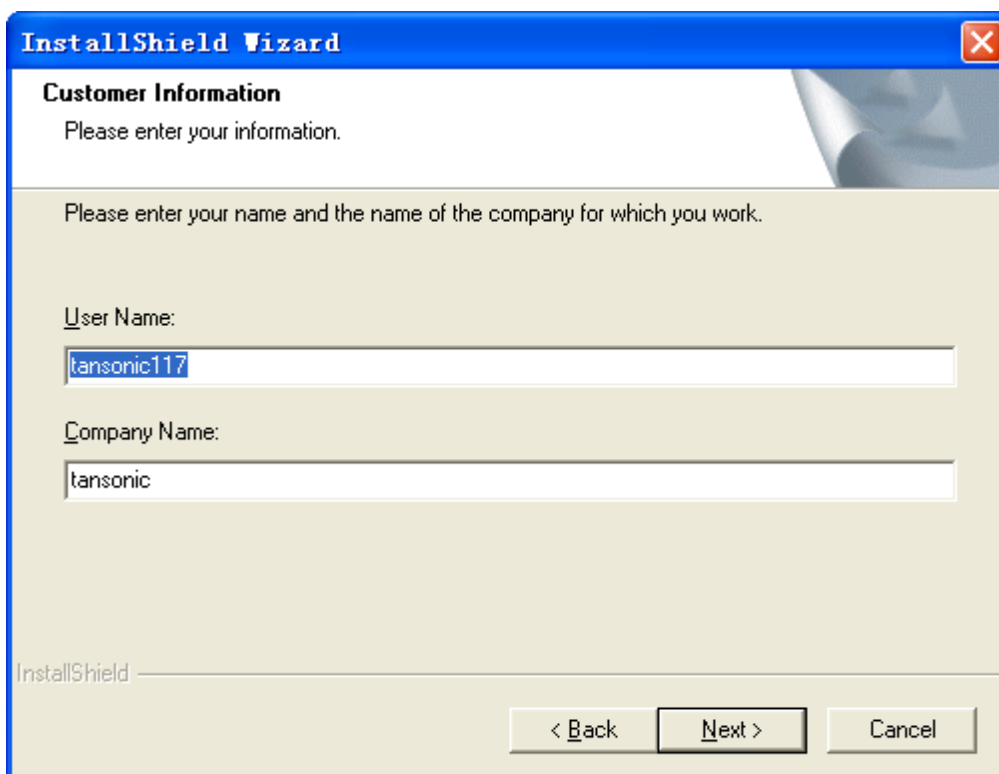 InstallShield Wizard
Customer Information
Please enter your information.
Please enter your name and the name of the company for which you work.
User Name:
tansonic117
Company Name:
tansonic
InstallShield
< Back Next > Cancel